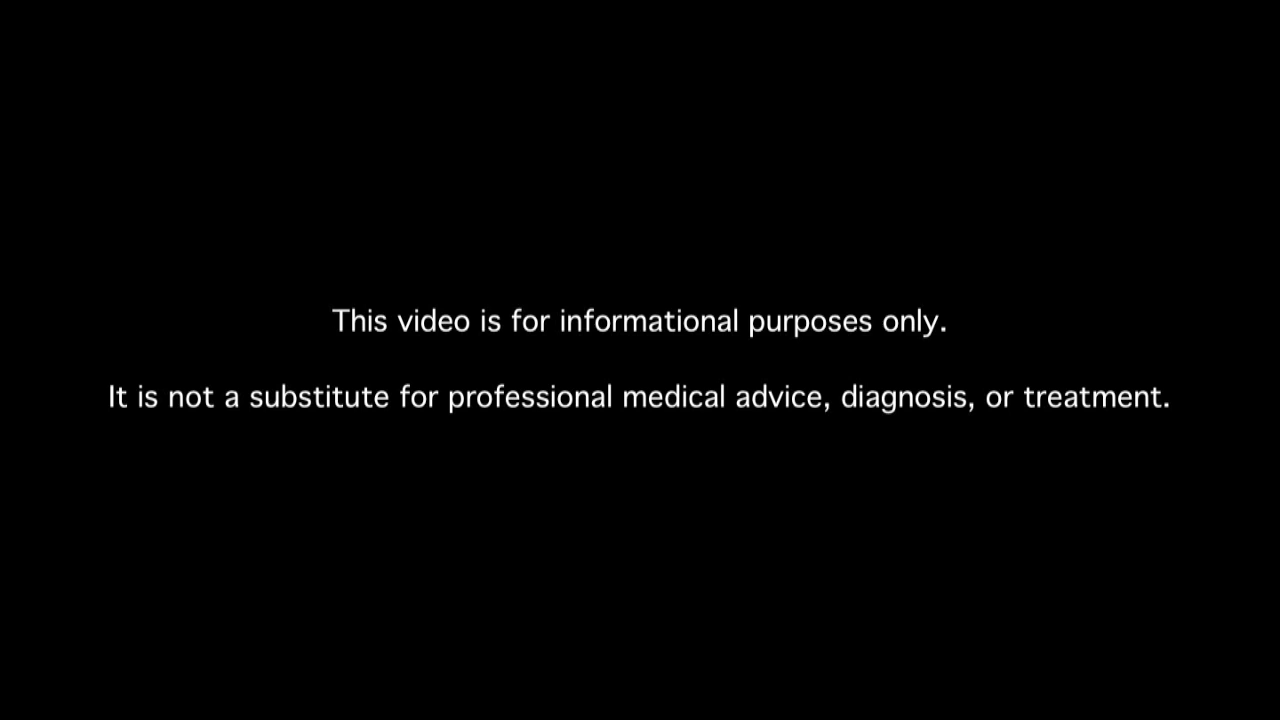 This video is for informational purposes only.
It is not a substitute for professional medical advice, diagnosis, or treatment.